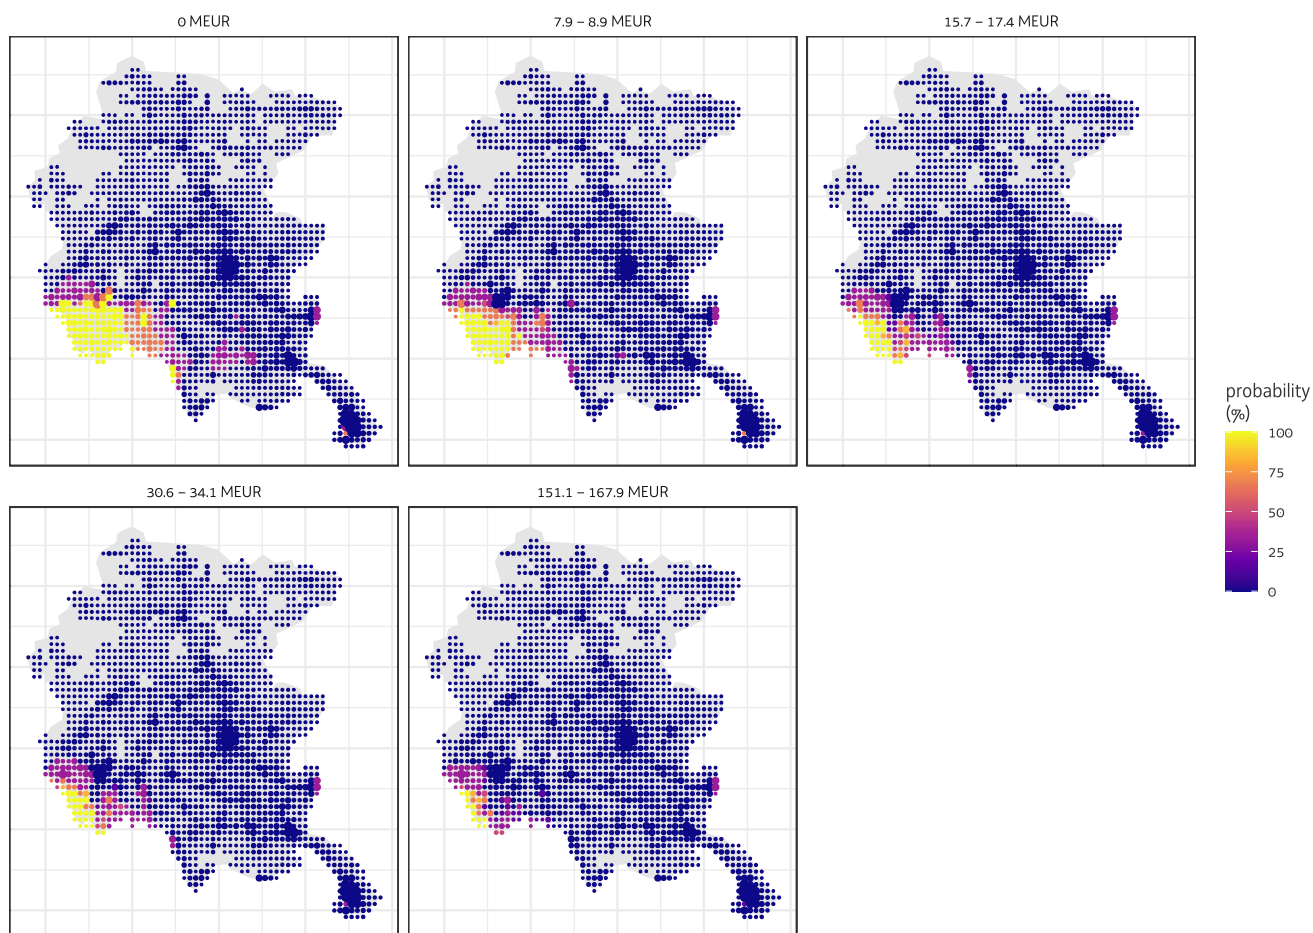 0 MEUR
7.9 – 8.9 MEUR
15.7 – 17.4 MEUR
probability
(%)
100
75
50
25
0
30.6 – 34.1 MEUR
151.1 – 167.9 MEUR